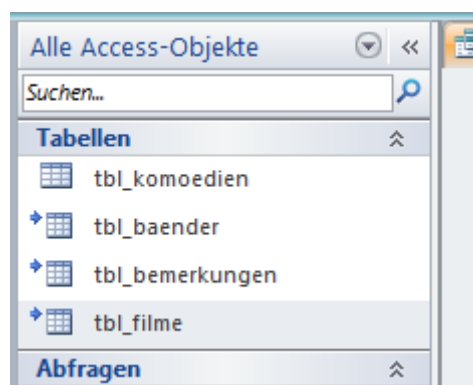 Alle Access-Objekte
Suchen...
Tabellen
tbl_komoedien
tbl_baender
tbl_bemerkungen
tbl_filme
Abfragen